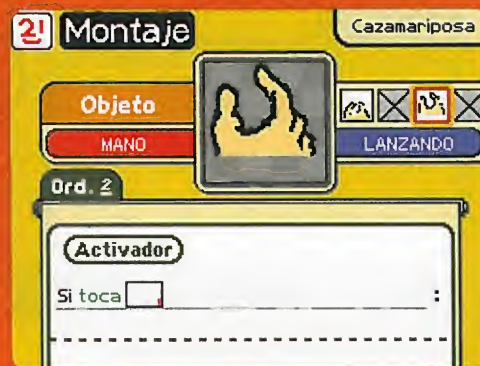 2! Montaje
Cazamariposa
Objeto
MANO
LANZANDO
Ord. 2
Activador
Si toca :